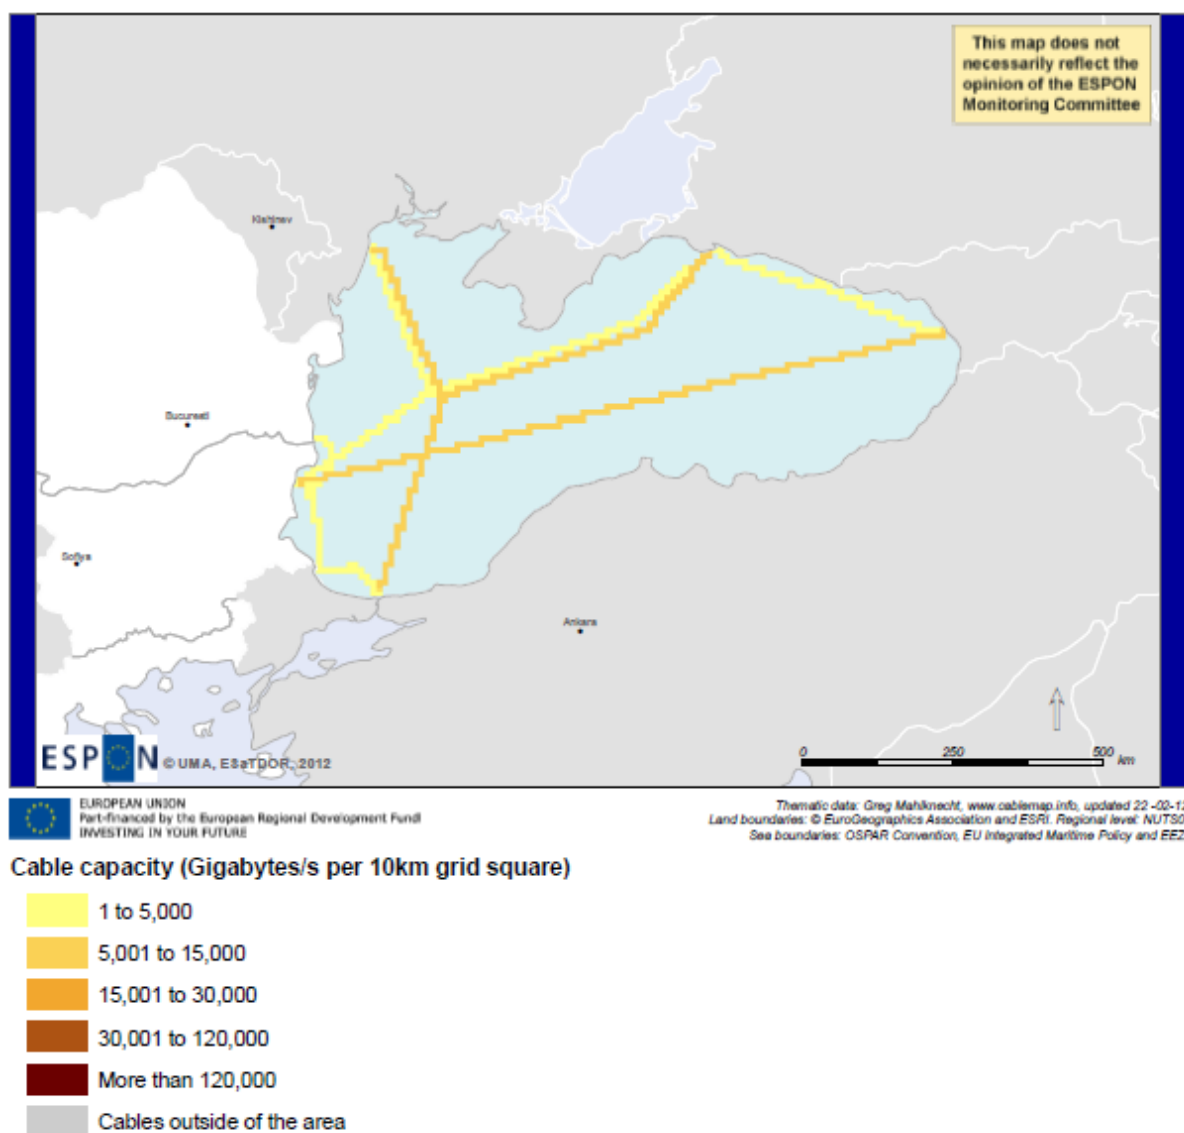 This map does not
necessarily reflect the
opinion of the ESPON
Monitoring Committee
Kishinev
Bucuresti
Sofiya
Ankara
ESPON © UMA, ESaTDOR, 2012
0 250 500
km
EUROPEAN UNION
Part-financed by the European Regional Development Fund
INVESTING IN YOUR FUTURE
Thematic data: Greg Mahlknecht, www.cablemap.info, updated 22-02-12
Land boundaries: © EuroGeographics Association and ESRI. Regional level: NUTS0
Sea boundaries: OSPAR Convention, EU Integrated Maritime Policy and EEZ
Cable capacity (Gigabytes/s per 10km grid square)
1 to 5,000
5,001 to 15,000
15,001 to 30,000
30,001 to 120,000
More than 120,000
Cables outside of the area